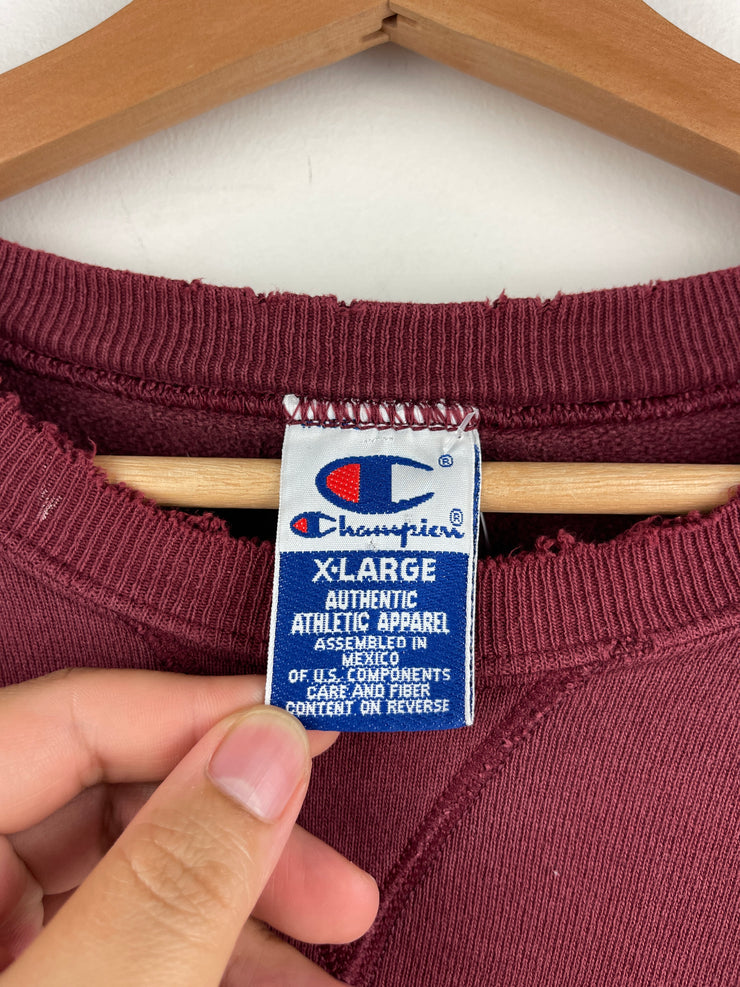 ®
Champion®
X-LARGE
AUTHENTIC
ATHLETIC APPAREL
ASSEMBLED IN
MEXICO
OF U.S. COMPONENTS
CARE AND FIBER
CONTENT ON REVERSE